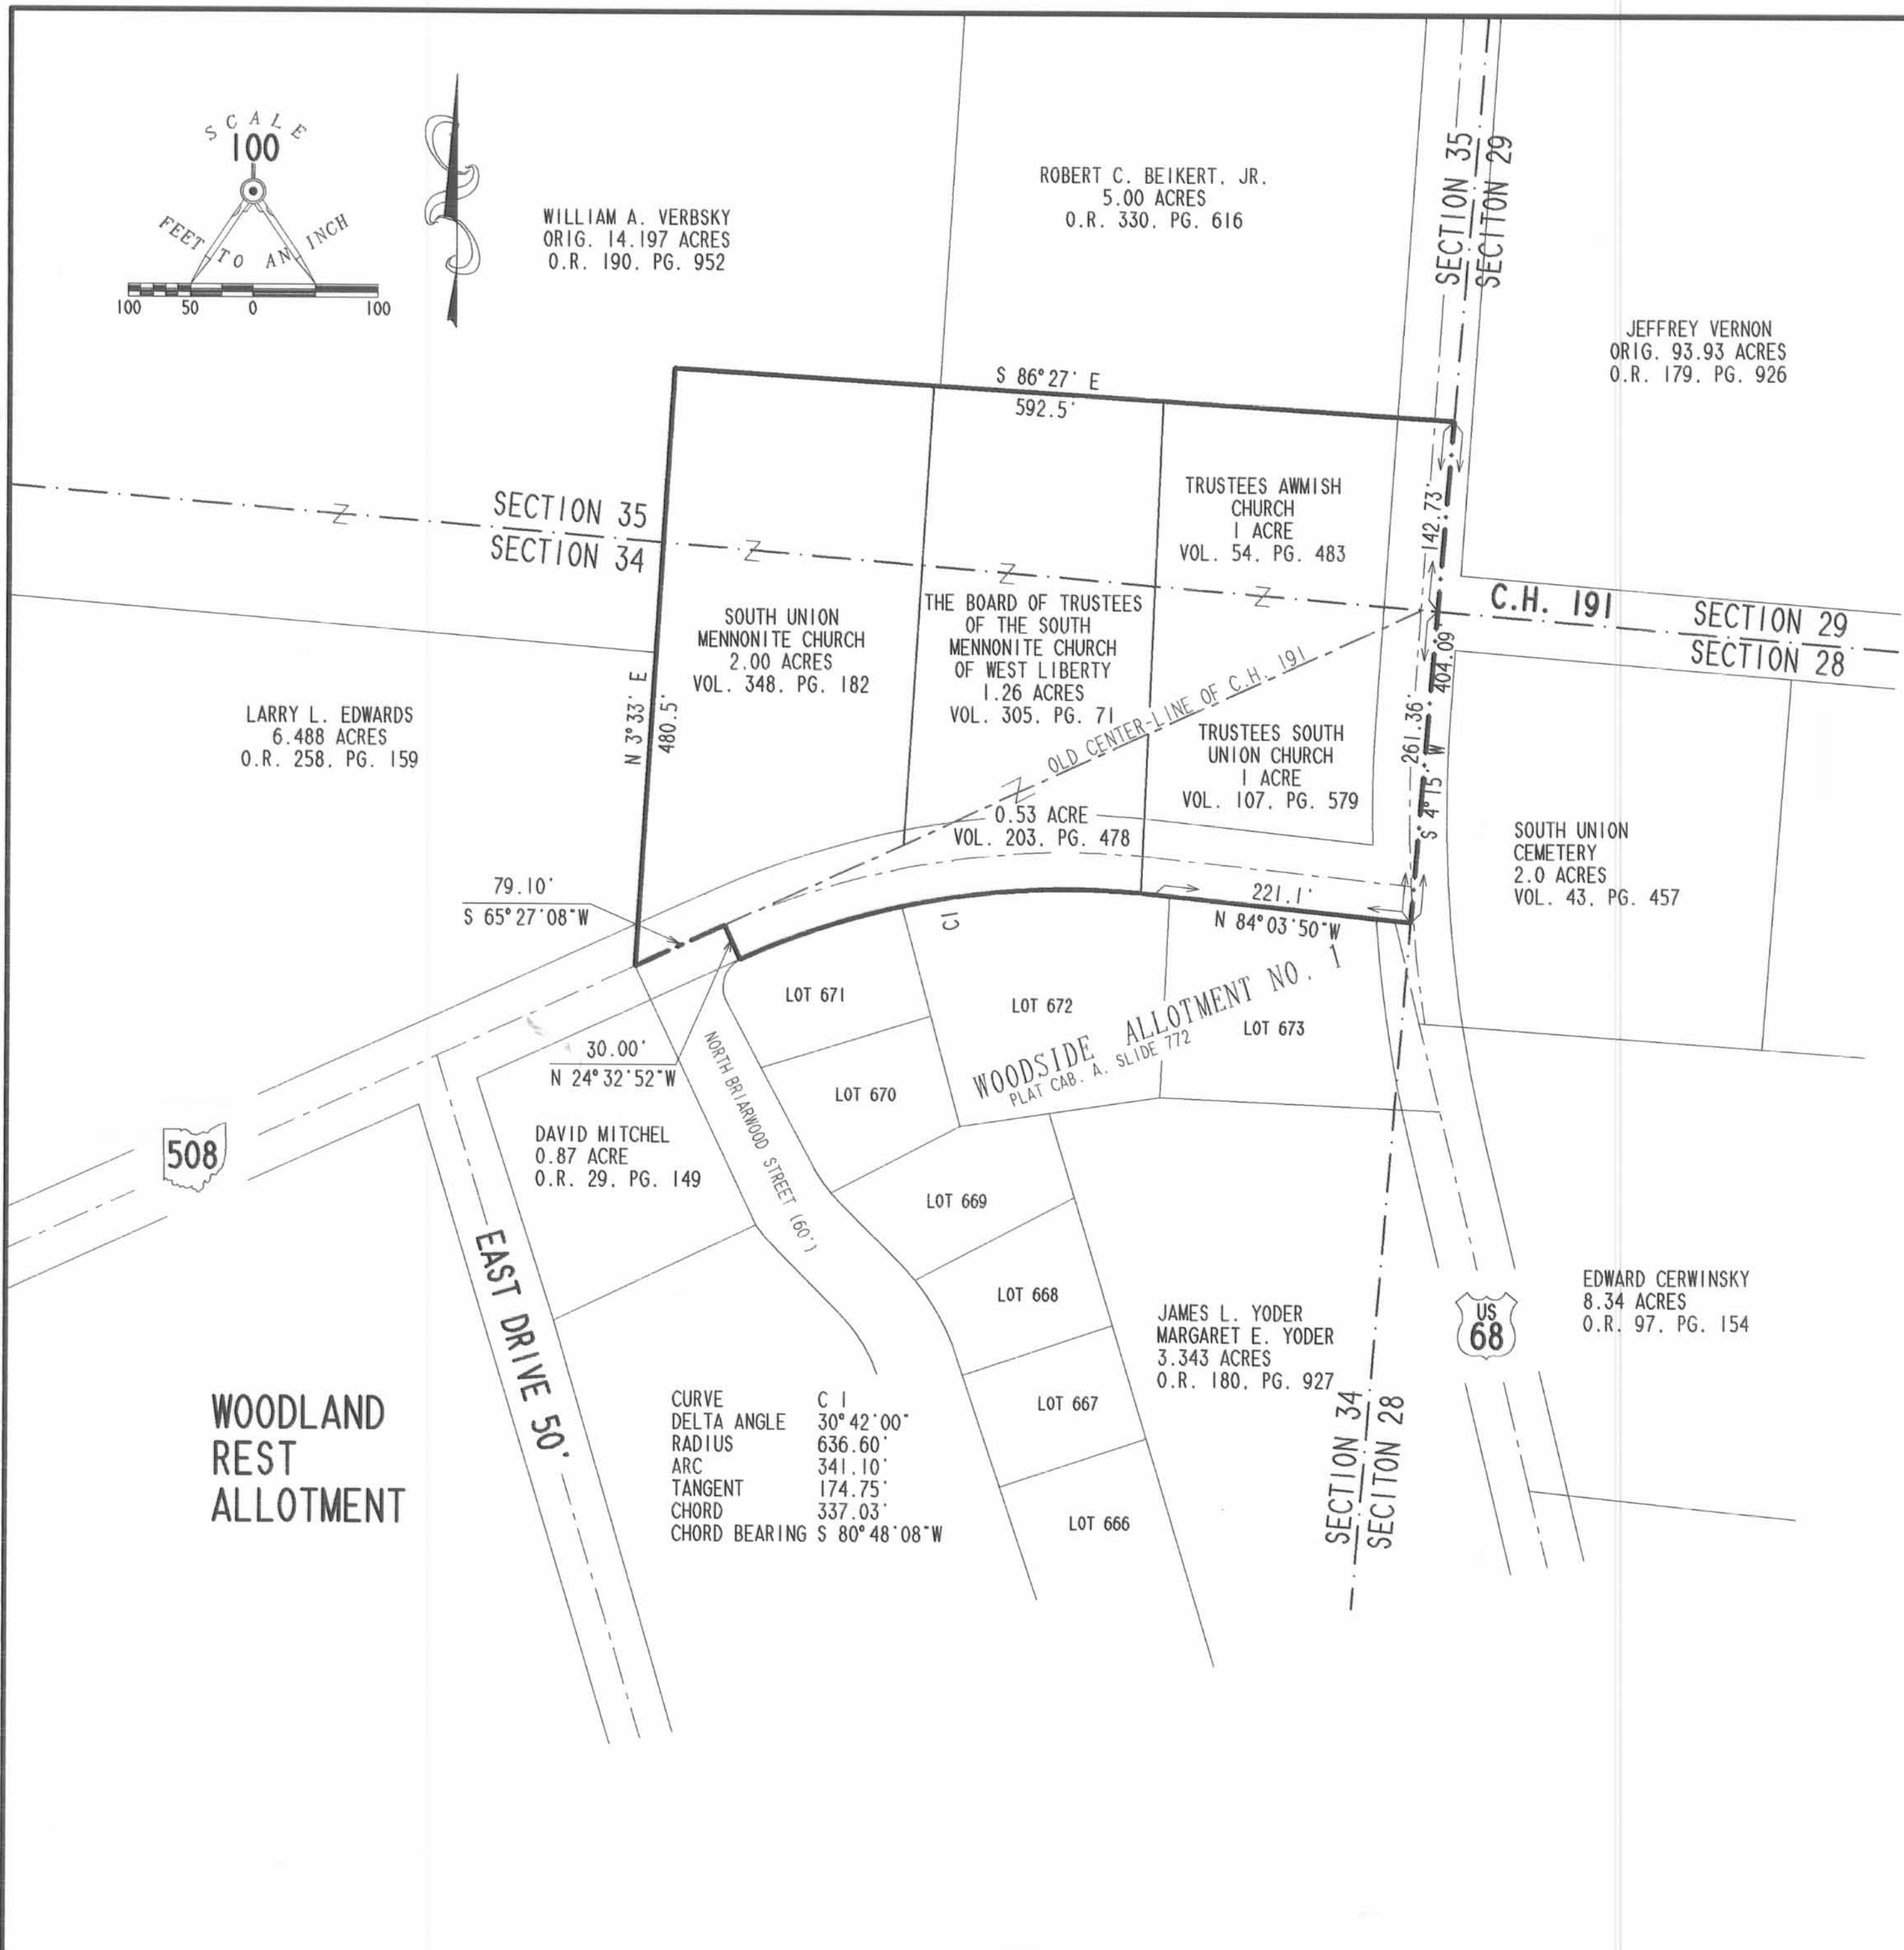 SCALE
100
FEET TO AN INCH
100 50 0 100
WILLIAM A. VERBSKY
ORIG. 14.197 ACRES
O.R. 190, PG. 952
ROBERT C. BEIKERT, JR.
5.00 ACRES
O.R. 330, PG. 616
SECTION 35
SECITON 29
JEFFREY VERNON
ORIG. 93.93 ACRES
O.R. 179, PG. 926
S 86°27' E
592.5'
SECTION 35
SECTION 34
TRUSTEES AWMISH
CHURCH
1 ACRE
VOL. 54, PG. 483
142.73'
C.H. 191
SECTION 29
SECTION 28
SOUTH UNION
MENNONITE CHURCH
2.00 ACRES
VOL. 348, PG. 182
THE BOARD OF TRUSTEES
OF THE SOUTH
MENNONITE CHURCH
OF WEST LIBERTY
1.26 ACRES
VOL. 305, PG. 71
OLD CENTER-LINE OF C.H. 191
TRUSTEES SOUTH
UNION CHURCH
1 ACRE
VOL. 107, PG. 579
261.36'
404.09'
S 4°15' W
N 3°33' E
480.5'
LARRY L. EDWARDS
6.488 ACRES
O.R. 258, PG. 159
0.53 ACRE
VOL. 203, PG. 478
SOUTH UNION
CEMETERY
2.0 ACRES
VOL. 43, PG. 457
79.10'
S 65°27'08"W
C1
221.1'
N 84°03'50"W
LOT 671
LOT 672
LOT 673
WOODSIDE ALLOTMENT NO. 1
PLAT CAB. A, SLIDE 772
30.00'
N 24°32'52"W
NORTH BRIARWOOD STREET (60')
LOT 670
508
DAVID MITCHEL
0.87 ACRE
O.R. 29, PG. 149
LOT 669
EAST DRIVE 50'
LOT 668
JAMES L. YODER
MARGARET E. YODER
3.343 ACRES
O.R. 180, PG. 927
US
68
EDWARD CERWINSKY
8.34 ACRES
O.R. 97, PG. 154
WOODLAND
REST
ALLOTMENT
CURVE C 1
DELTA ANGLE 30°42'00"
RADIUS 636.60'
ARC 341.10'
TANGENT 174.75'
CHORD 337.03'
CHORD BEARING S 80°48'08"W
LOT 667
SECTION 34
SECITON 28
LOT 666